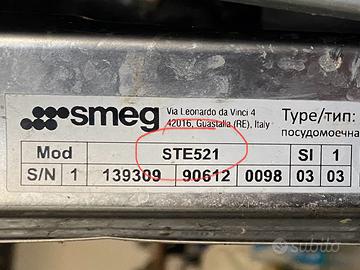 smeg
Via Leonardo da Vinci 4
42016, Guastalla (RE), Italy
Type/тип:
посудомоечна
Mod STE521 SI 1
S/N 1 139309 90612 0098 03 03
subito